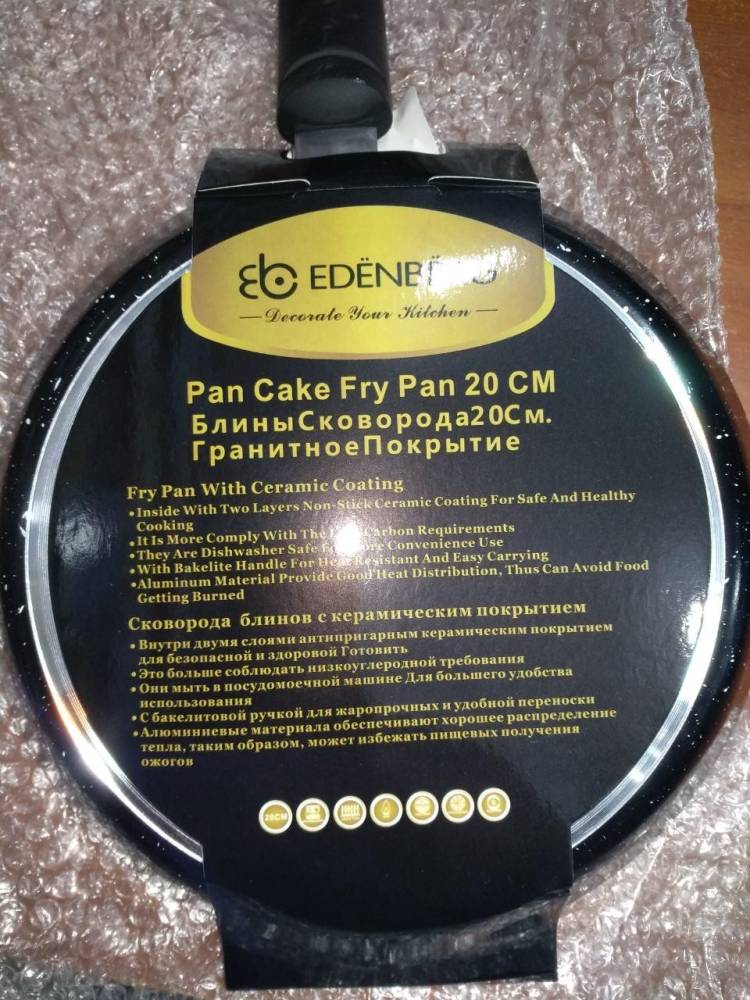 EDËNB G
Decorate Your Kitchen
Pan Cake Fry Pan 20 CM
БлиныСковорода20См.
ГранитноеПокрытие
Fry Pan With Ceramic Coating
•Inside With Two Layers Non-Stick Ceramic Coating For Safe And Healthy
Cooking
•It Is More Comply With The Carbon Requirements
•They Are Dishwasher Safe Convenience Use
•With Bakelite Handle For Resistant And Easy Carrying
•Aluminum Material Provide Good Heat Distribution, Thus Can Avoid Food
Getting Burned
Сковорода блинов с керамическим покрытием
•Внутри двумя слоями антипригарным керамическим покрытием
для безопасной и здоровой Готовить
•Это больше соблюдать низкоуглеродной требования
•Они мыть в посудомоечной машине Для большего удобства
использования
•С бакелитовой ручкой для жаропрочных и удобной переноски
•Алюминиевые материала обеспечивают хорошее распределение
тепла, таким образом, может избежать пищевых получения
ожогов
20CM